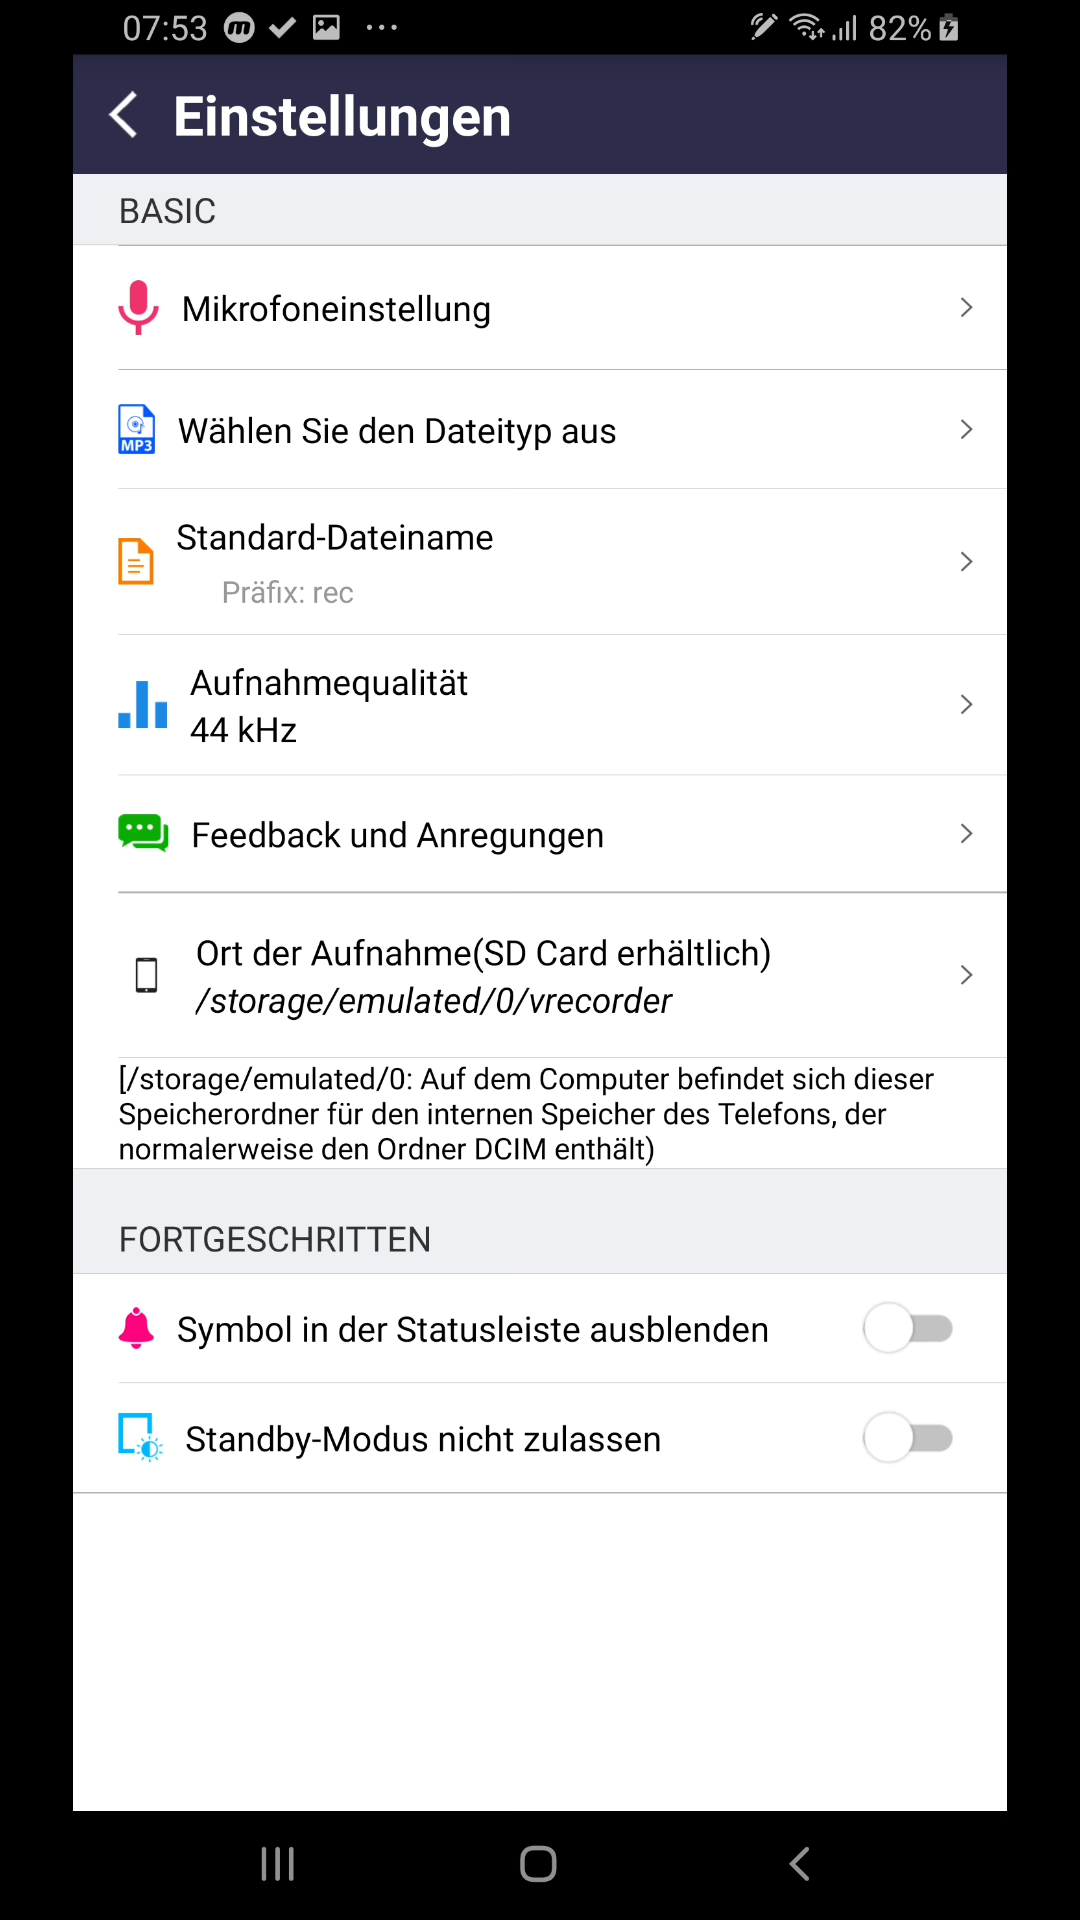 07:53 82%
Einstellungen
BASIC
Mikrofoneinstellung
MP3
Wählen Sie den Dateityp aus
Standard-Dateiname
Präfix: rec
Aufnahmequalität
44 kHz
Feedback und Anregungen
Ort der Aufnahme(SD Card erhältlich)
/storage/emulated/0/vrecorder
[/storage/emulated/0: Auf dem Computer befindet sich dieser
Speicherordner für den internen Speicher des Telefons, der
normalerweise den Ordner DCIM enthält)
FORTGESCHRITTEN
Symbol in der Statusleiste ausblenden
Standby-Modus nicht zulassen